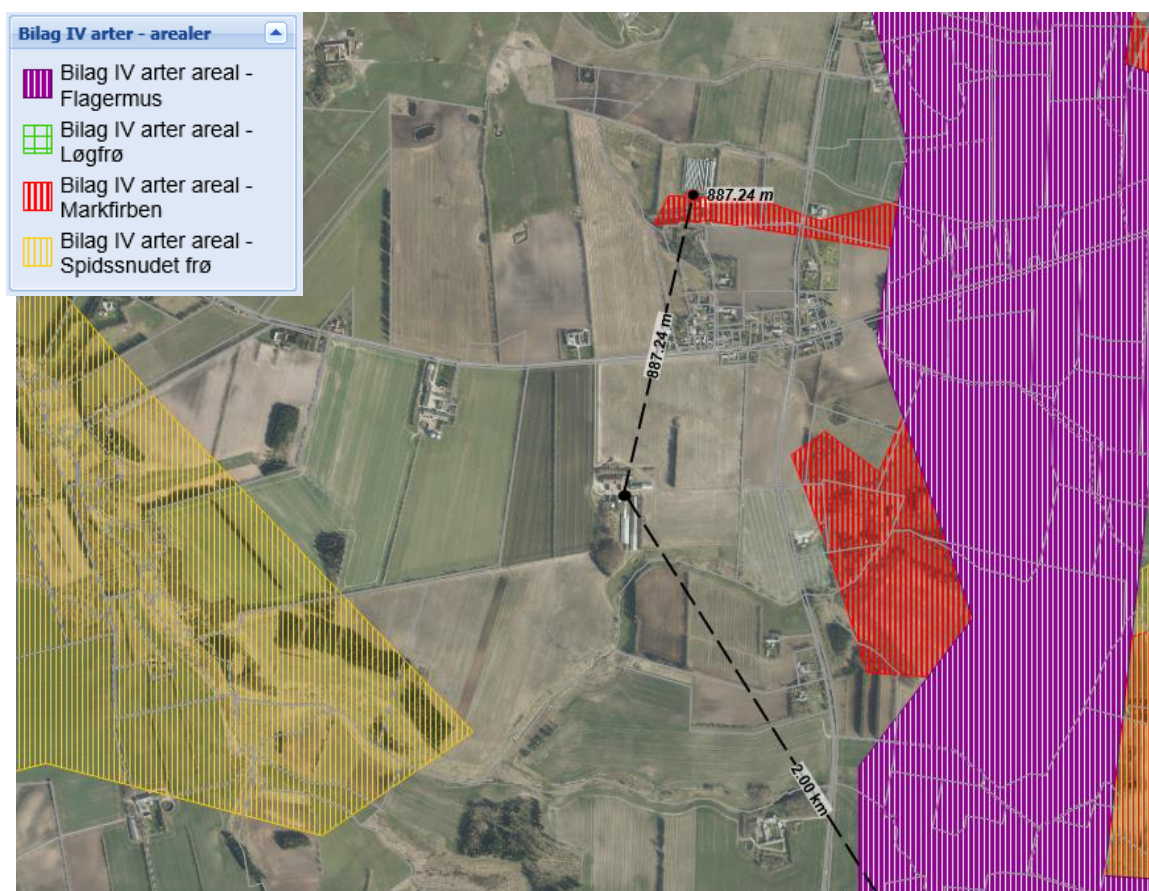 Bilag IV arter - arealer
Bilag IV arter areal -
Flagermus
Bilag IV arter areal -
Løgfrø
Bilag IV arter areal -
Markfirben
Bilag IV arter areal -
Spidssnudet frø
887.24 m
887.24 m
2.00 km